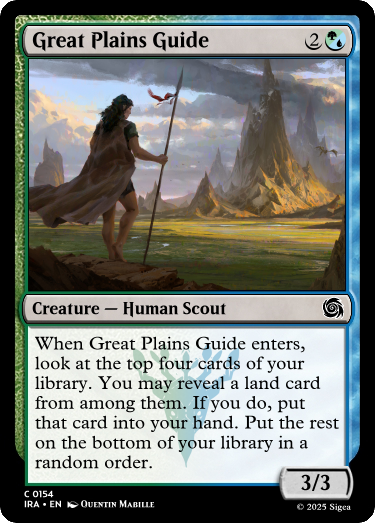 Great Plains Guide 2
Creature — Human Scout
When Great Plains Guide enters,
look at the top four cards of your
library. You may reveal a land card
from among them. If you do, put
that card into your hand. Put the rest
on the bottom of your library in a
random order.
3/3
C 0154
IRA • EN Quentin Mabille
© 2025 Sigea